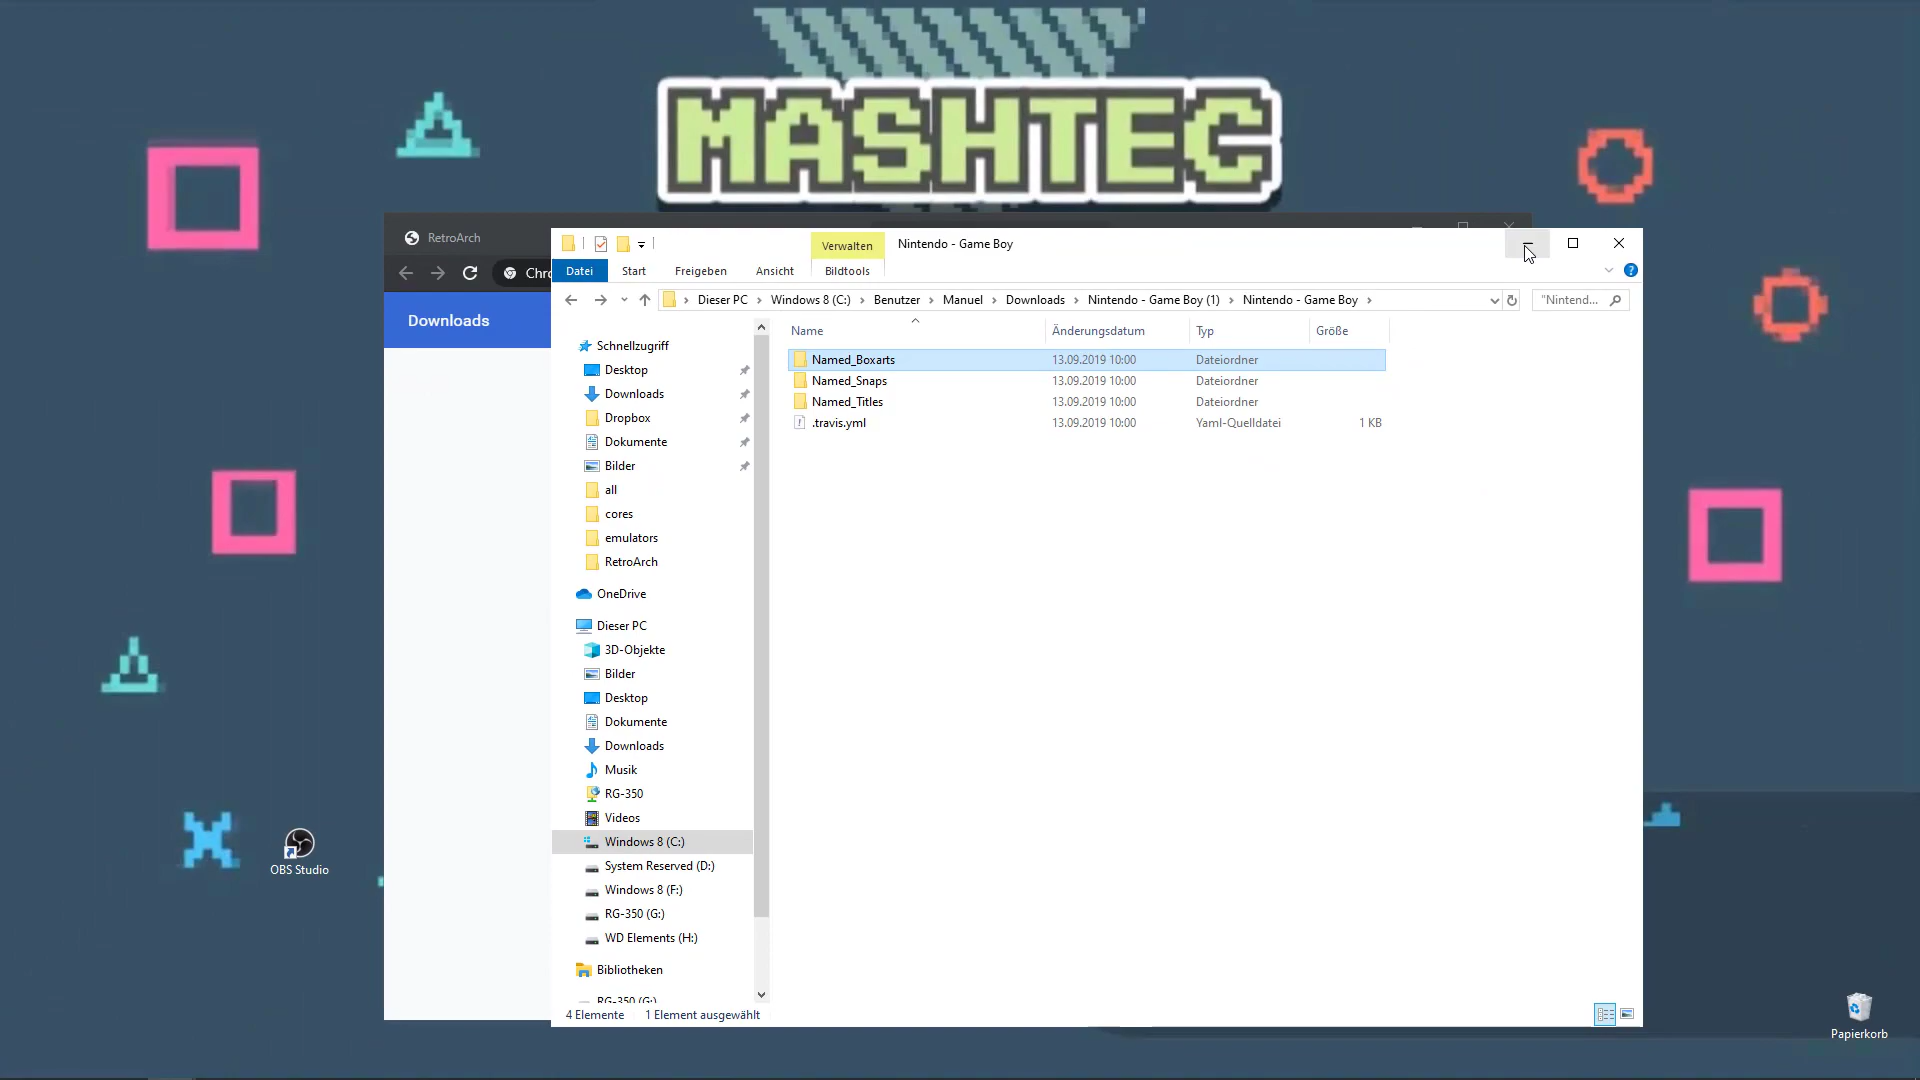 MASHTEC
RetroArch
Chro
Downloads
Verwalten
Nintendo - Game Boy
Datei
Start
Freigeben
Ansicht
Bildtools
Dieser PC
Windows 8 (C:)
Benutzer
Manuel
Downloads
Nintendo - Game Boy (1)
Nintendo - Game Boy
"Nintend...
Name
Änderungsdatum
Typ
Größe
Named_Boxarts 13.09.2019 10:00 Dateiordner
Named_Snaps 13.09.2019 10:00 Dateiordner
Named_Titles 13.09.2019 10:00 Dateiordner
.travis.yml 13.09.2019 10:00 Yaml-Quelldatei 1 KB
Schnellzugriff
Desktop
Downloads
Dropbox
Dokumente
Bilder
all
cores
emulators
RetroArch
OneDrive
Dieser PC
3D-Objekte
Bilder
Desktop
Dokumente
Downloads
Musik
RG-350
Videos
Windows 8 (C:)
System Reserved (D:)
Windows 8 (F:)
RG-350 (G:)
WD Elements (H:)
Bibliotheken
RG-350 (G:)
4 Elemente
1 Element ausgewählt
OBS Studio
Papierkorb